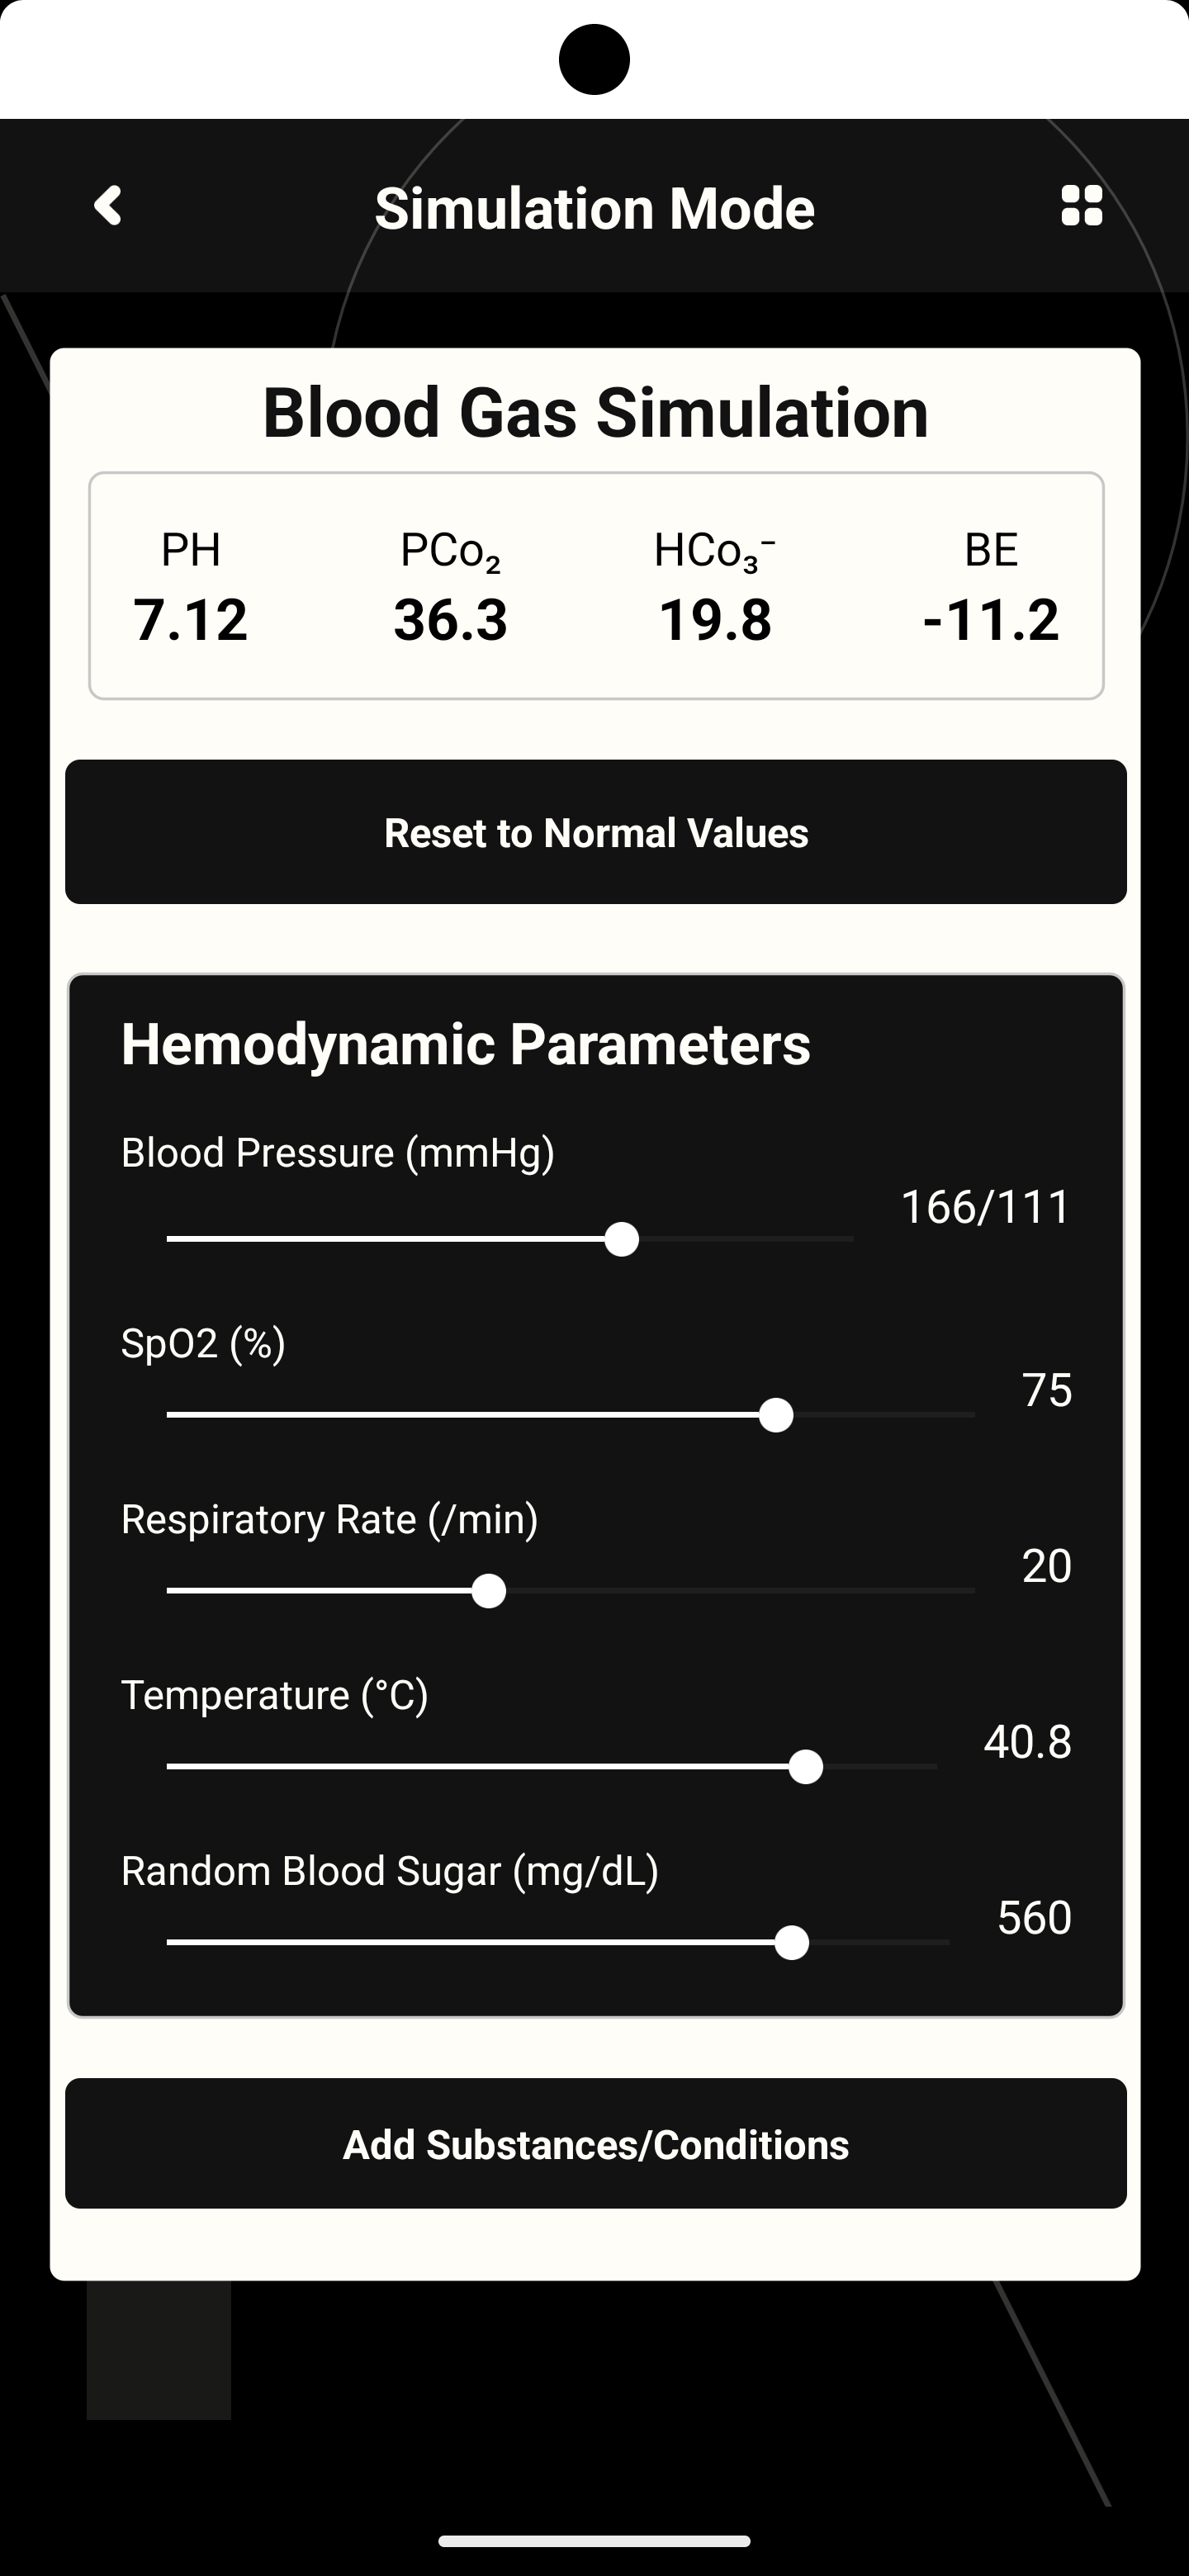 Simulation Mode
Blood Gas Simulation
PH PCo₂ HCo₃⁻ BE
7.12 36.3 19.8 -11.2
Reset to Normal Values
Hemodynamic Parameters
Blood Pressure (mmHg)
166/111
SpO2 (%)
75
Respiratory Rate (/min)
20
Temperature (°C)
40.8
Random Blood Sugar (mg/dL)
560
Add Substances/Conditions